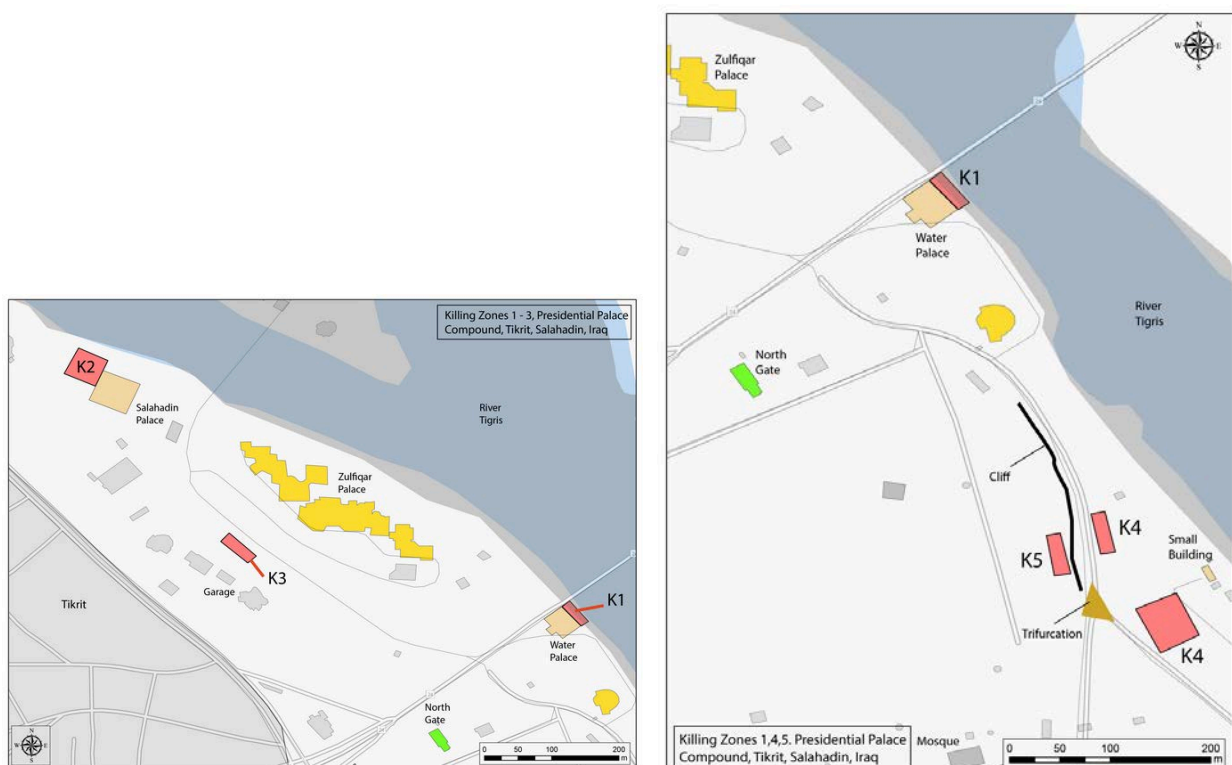 Killing Zones 1 - 3, Presidential Palace
Compound, Tikrit, Salahadin, Iraq
K2
Salahadin
Palace
River
Tigris
Zulfiqar
Palace
K3
Garage
Tikrit
K1
Water
Palace
North
Gate
N
W
E
S
0
50
100
200
m
N
W
E
S
Zulfiqar
Palace
K1
Water
Palace
River
Tigris
North
Gate
Cliff
K4
K5
Small
Building
Trifurcation
K4
Killing Zones 1,4,5. Presidential Palace
Compound, Tikrit, Salahadin, Iraq
Mosque
0
50
100
200
m